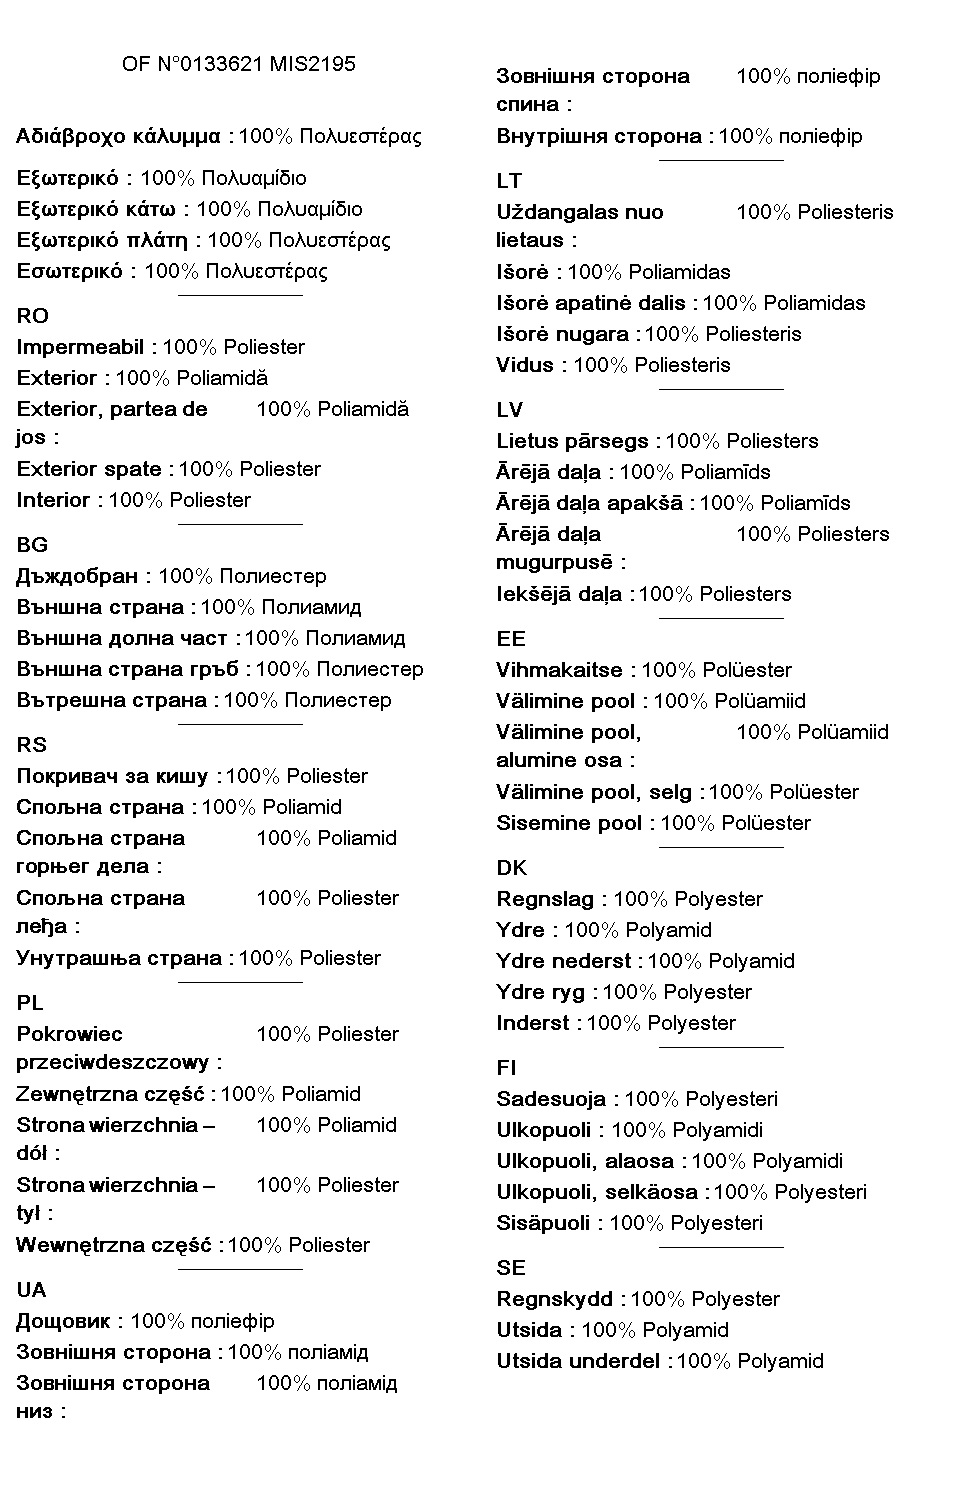 OF N°0133621 MIS2195
Αδιάβροχο κάλυμμα : 100% Πολυεστέρας
Εξωτερικό : 100% Πολυαμίδιο
Εξωτερικό κάτω : 100% Πολυαμίδιο
Εξωτερικό πλάτη : 100% Πολυεστέρας
Εσωτερικό : 100% Πολυεστέρας
RO
Impermeabil : 100% Poliester
Exterior : 100% Poliamidă
Exterior, partea de 100% Poliamidă
jos :
Exterior spate : 100% Poliester
Interior : 100% Poliester
BG
Дъждобран : 100% Полиестер
Външна страна : 100% Полиамид
Външна долна част : 100% Полиамид
Външна страна гръб : 100% Полиестер
Вътрешна страна : 100% Полиестер
RS
Покривач за кишу : 100% Poliester
Спољна страна : 100% Poliamid
Спољна страна 100% Poliamid
горњег дела :
Спољна страна 100% Poliester
леђа :
Унутрашња страна : 100% Poliester
PL
Pokrowiec 100% Poliester
przeciwdeszczowy :
Zewnętrzna część : 100% Poliamid
Strona wierzchnia – 100% Poliamid
dół :
Strona wierzchnia – 100% Poliester
tył :
Wewnętrzna część : 100% Poliester
UA
Дощовик : 100% поліефір
Зовнішня сторона : 100% поліамід
Зовнішня сторона 100% поліамід
низ :
Зовнішня сторона 100% поліефір
спина :
Внутрішня сторона : 100% поліефір
LT
Uždangalas nuo 100% Poliesteris
lietaus :
Išorė : 100% Poliamidas
Išorė apatinė dalis : 100% Poliamidas
Išorė nugara : 100% Poliesteris
Vidus : 100% Poliesteris
LV
Lietus pārsegs : 100% Poliesters
Ārējā daļa : 100% Poliamīds
Ārējā daļa apakšā : 100% Poliamīds
Ārējā daļa 100% Poliesters
mugurpusē :
Iekšējā daļa : 100% Poliesters
EE
Vihmakaitse : 100% Polüester
Välimine pool : 100% Polüamiid
Välimine pool, 100% Polüamiid
alumine osa :
Välimine pool, selg : 100% Polüester
Sisemine pool : 100% Polüester
DK
Regnslag : 100% Polyester
Ydre : 100% Polyamid
Ydre nederst : 100% Polyamid
Ydre ryg : 100% Polyester
Inderst : 100% Polyester
FI
Sadesuoja : 100% Polyesteri
Ulkopuoli : 100% Polyamidi
Ulkopuoli, alaosa : 100% Polyamidi
Ulkopuoli, selkäosa : 100% Polyesteri
Sisäpuoli : 100% Polyesteri
SE
Regnskydd : 100% Polyester
Utsida : 100% Polyamid
Utsida underdel : 100% Polyamid